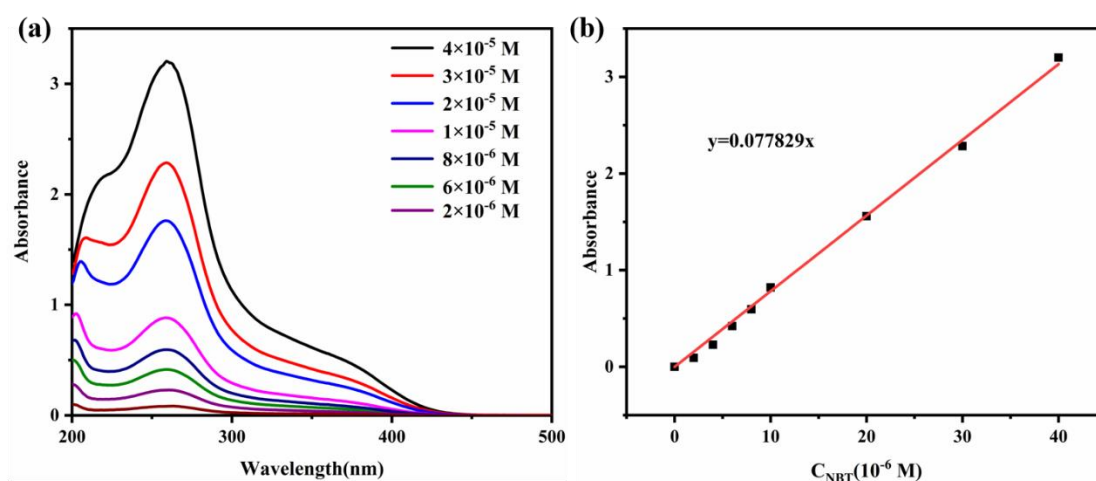 (a)
4×10⁻⁵ M
3×10⁻⁵ M
2×10⁻⁵ M
1×10⁻⁵ M
8×10⁻⁶ M
6×10⁻⁶ M
2×10⁻⁶ M
Absorbance
3
2
1
0
200 300 400 500
Wavelength(nm)
(b)
y=0.077829x
Absorbance
3
2
1
0
0 10 20 30 40
C_NBT(10⁻⁶ M)